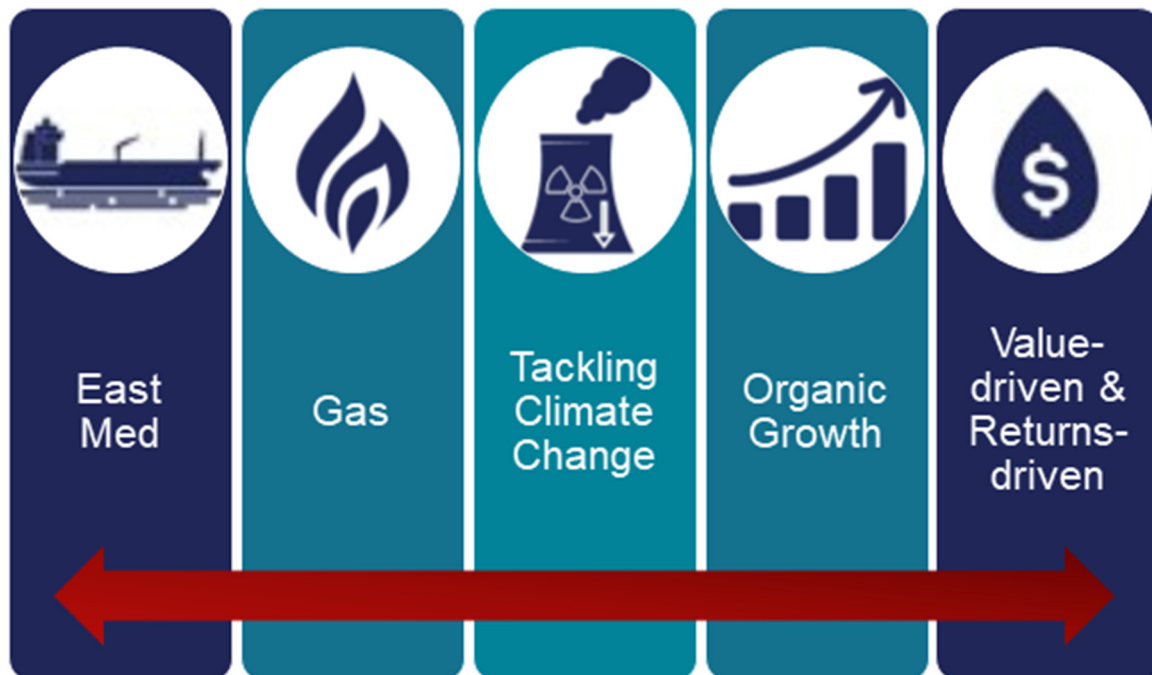 East
Med
Gas
Tackling
Climate
Change
Organic
Growth
$
Value-
driven &
Returns-
driven